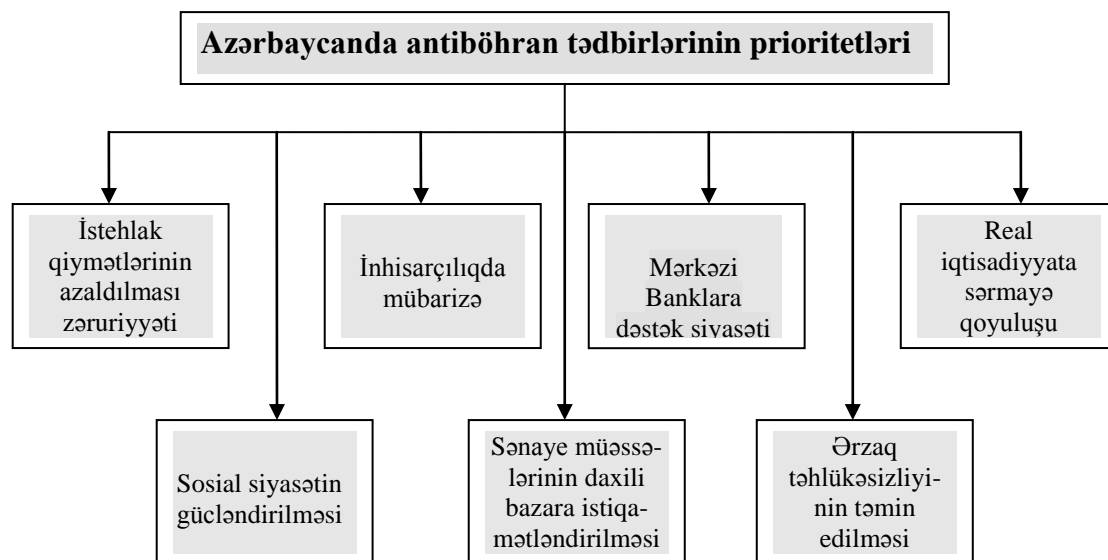 Azərbaycanda antiböhran tədbirlərinin prioritetləri
İstehlak
qiymətlərinin
azaldılması
zəruriyyəti
İnhisarçılıqda
mübarizə
Mərkəzi
Banklara
dəstək siyasəti
Real
iqtisadiyyata
sərmayə
qoyuluşu
Sosial siyasətin
gücləndirilməsi
Sənaye müəssə-
lərinin daxili
bazara istiqa-
mətləndirilməsi
Ərzaq
təhlükəsizliyi-
nin təmin
edilməsi